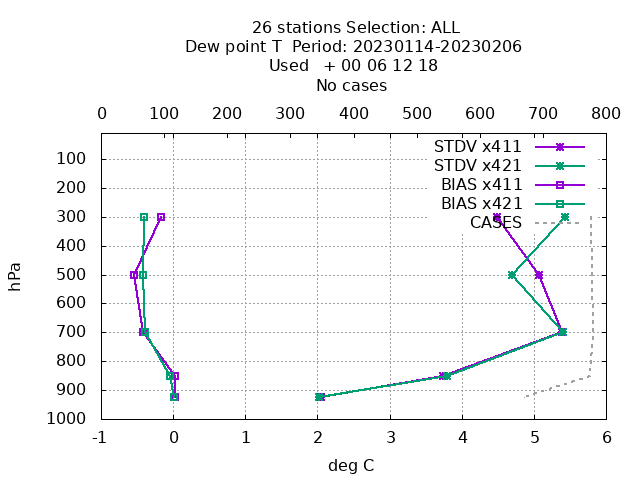 26 stations Selection: ALL
Dew point T  Period: 20230114-20230206
Used   + 00 06 12 18
No cases
0 100 200 300 400 500 600 700 800
STDV x411
STDV x421
BIAS x411
BIAS x421
CASES
100
200
300
400
500
600
700
800
900
1000
hPa
-1 0 1 2 3 4 5 6
deg C